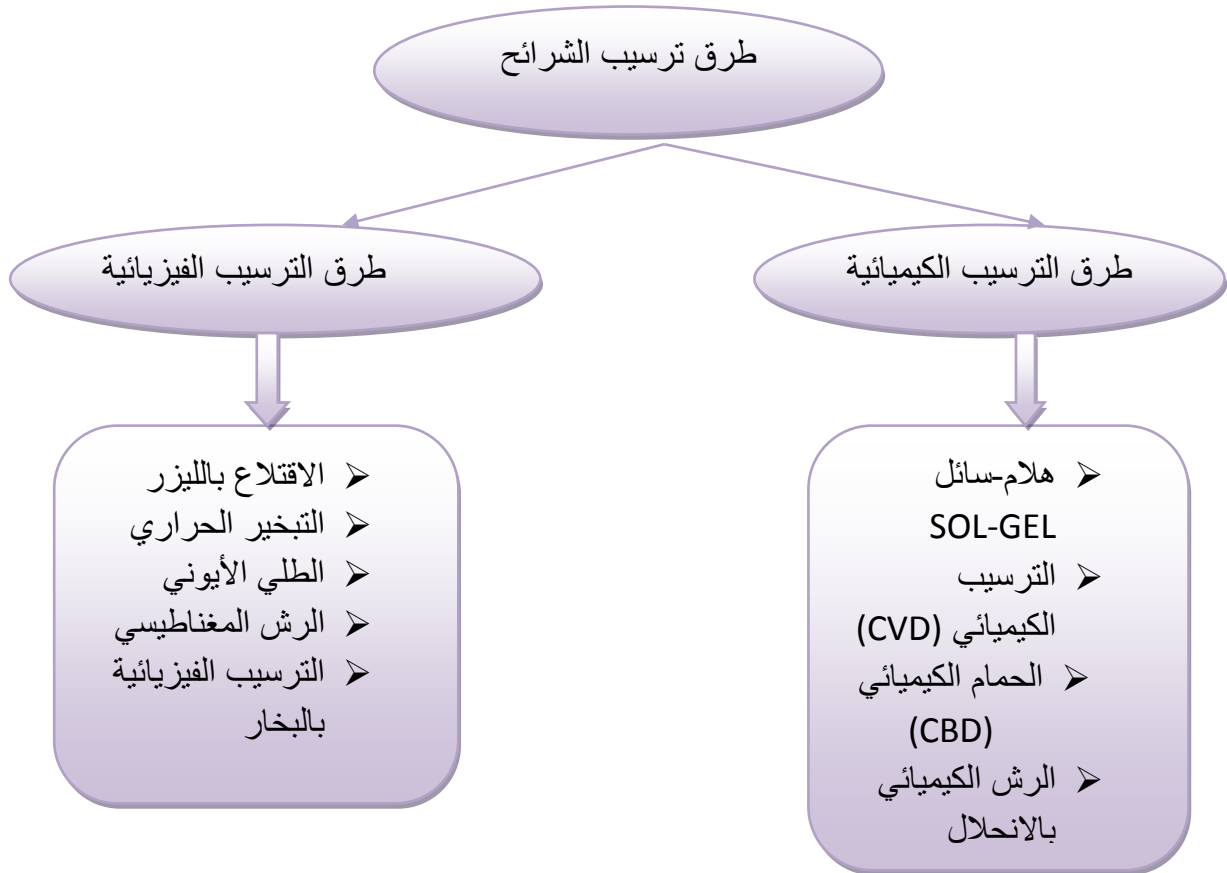 طرق ترسيب الشرائح
طرق الترسيب الكيميائية
طرق الترسيب الفيزيائية
➢ هلام-سائل
SOL-GEL
➢ الترسيب
الكيميائي (CVD)
➢ الحمام الكيميائي
(CBD)
➢ الرش الكيميائي
بالانحلال
➢ الاقتلاع بالليزر
➢ التبخير الحراري
➢ الطلي الأيوني
➢ الرش المغناطيسي
➢ الترسيب الفيزيائية
بالبخار